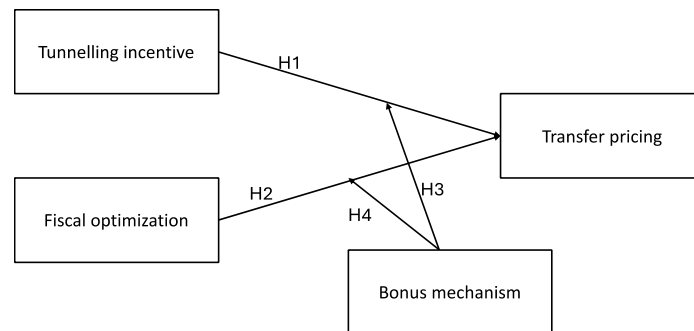 Tunnelling incentive
H1
Transfer pricing
Fiscal optimization
H2
H3
H4
Bonus mechanism